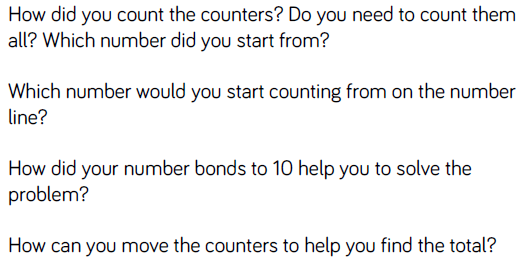 How did you count the counters? Do you need to count them
all? Which number did you start from?
Which number would you start counting from on the number
line?
How did your number bonds to 10 help you to solve the
problem?
How can you move the counters to help you find the total?